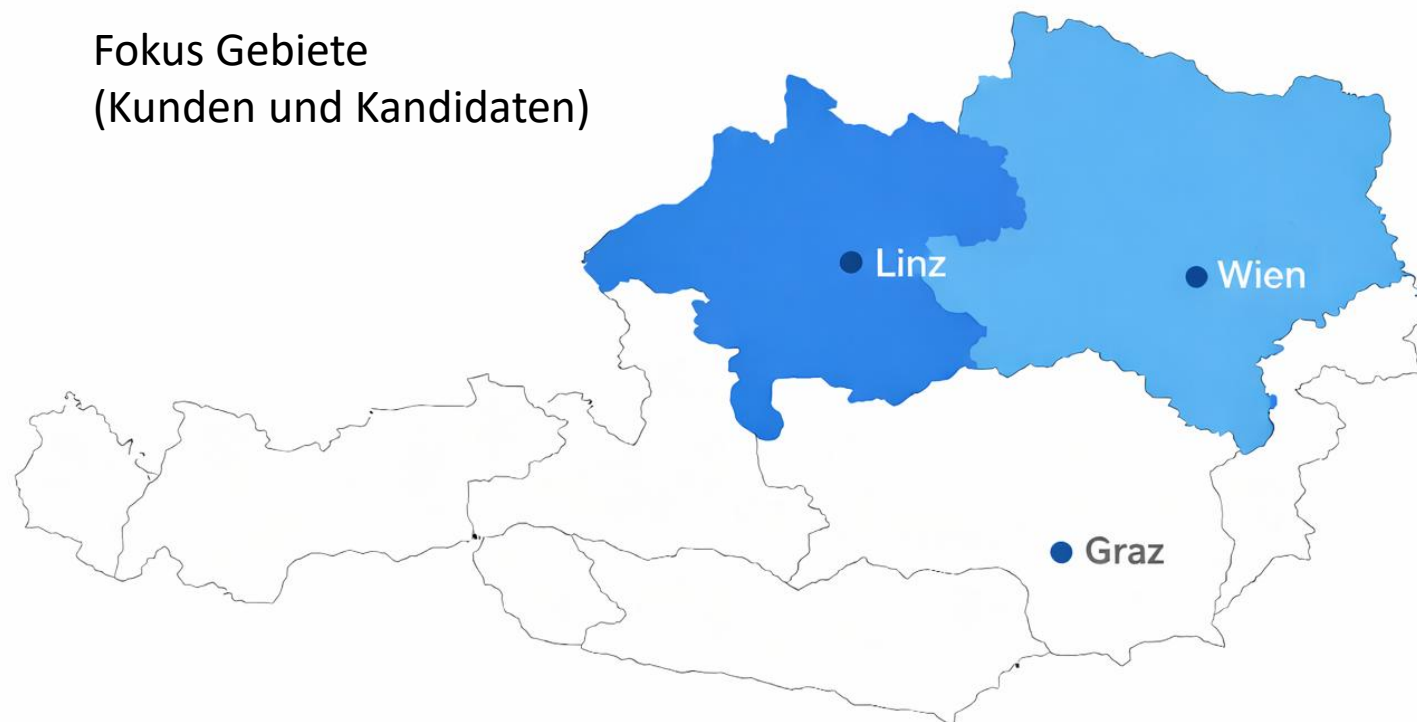 Fokus Gebiete
(Kunden und Kandidaten)
Linz
Wien
Graz